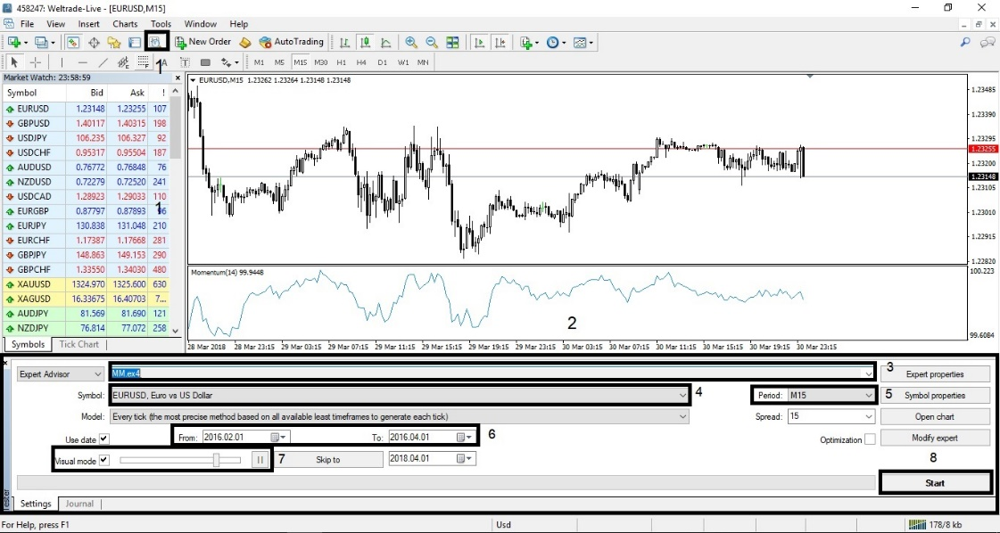 458247: Weltrade-Live - [EURUSD,M15]
File View Insert Charts Tools Window Help
New Order AutoTrading
1 A T M1 M5 M15 M30 H1 H4 D1 W1 MN
Market Watch: 23:58:59
Symbol Bid Ask !
EURUSD 1.23148 1.23255 107
GBPUSD 1.40117 1.40315 198
USDJPY 106.235 106.327 92
USDCHF 0.95317 0.95504 187
AUDUSD 0.76772 0.76848 76
NZDUSD 0.72279 0.72520 241
USDCAD 1.28923 1.29033 110
EURGBP 0.87797 0.87893 96
1
EURJPY 130.838 131.048 210
EURCHF 1.17387 1.17668 281
GBPJPY 148.863 149.153 290
GBPCHF 1.33550 1.34030 480
XAUUSD 1324.970 1325.600 630
XAGUSD 16.33675 16.40703 7...
AUDJPY 81.569 81.690 121
NZDJPY 76.814 77.072 258
Symbols Tick Chart
EURUSD,M15 1.23262 1.23264 1.23148 1.23148
1.23485
1.23390
1.23295
1.23255
1.23200
1.23148
1.23105
1.23010
1.22915
1.22820
Momentum(14) 99.9448
100.223
2
99.6084
28 Mar 2018 28 Mar 23:15 29 Mar 03:15 29 Mar 07:15 29 Mar 11:15 29 Mar 15:15 29 Mar 19:15 29 Mar 23:15 30 Mar 03:15 30 Mar 07:15 30 Mar 11:15 30 Mar 15:15 30 Mar 19:15 30 Mar 23:15
Expert Advisor MM.ex4 3 Expert properties
Symbol: EURUSD, Euro vs US Dollar 4 Period: M15 5 Symbol properties
Model: Every tick (the most precise method based on all available least timeframes to generate each tick) Spread: 15 Open chart
Use date From: 2016.02.01 To: 2016.04.01 6 Optimization Modify expert
Visual mode 7 Skip to 2018.04.01 8
Start
Settings Journal
For Help, press F1 Usd 178/8 kb